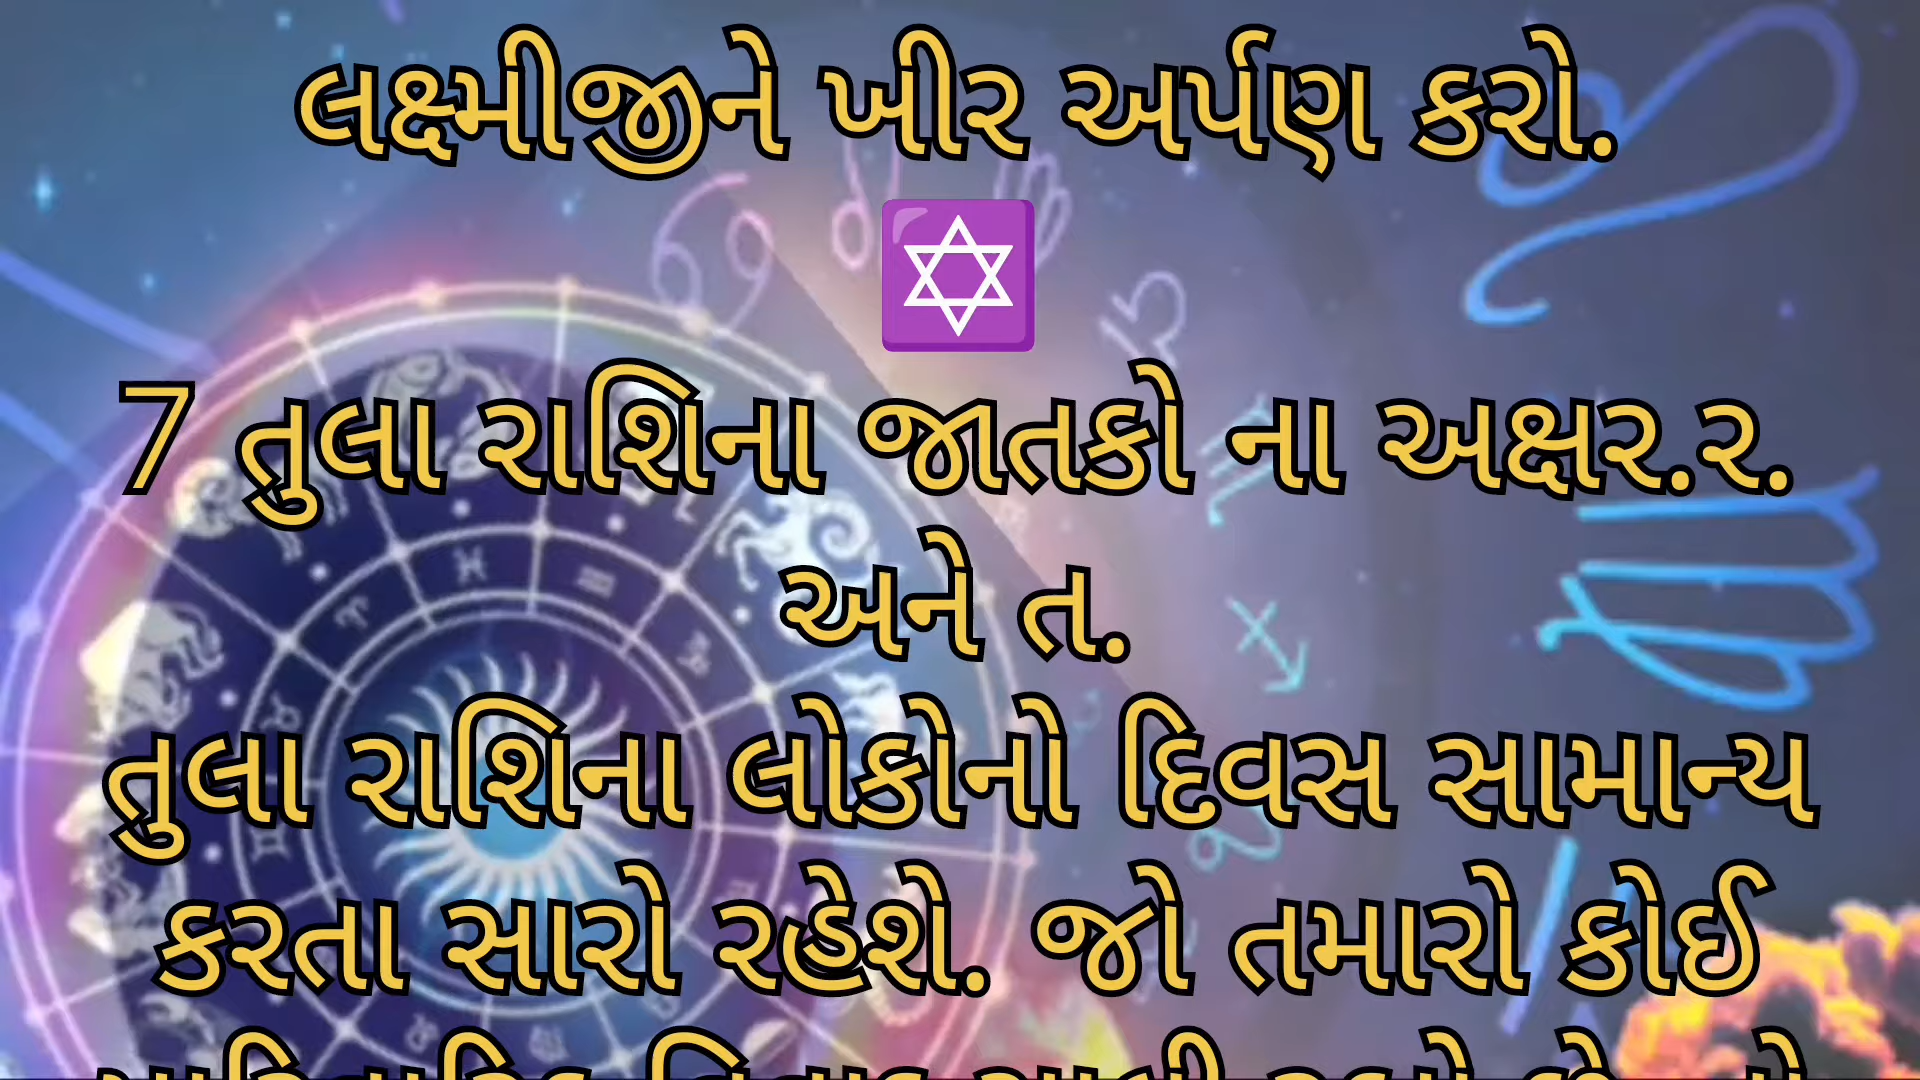 લક્ષ્મીજીને ખીર અર્પણ કરો.
7 તુલા રાશિના જાતકો ના અક્ષર.ર.
અને ત.
તુલા રાશિના લોકોનો દિવસ સામાન્ય
કરતા સારો રહેશે. જો તમારો કોઈ